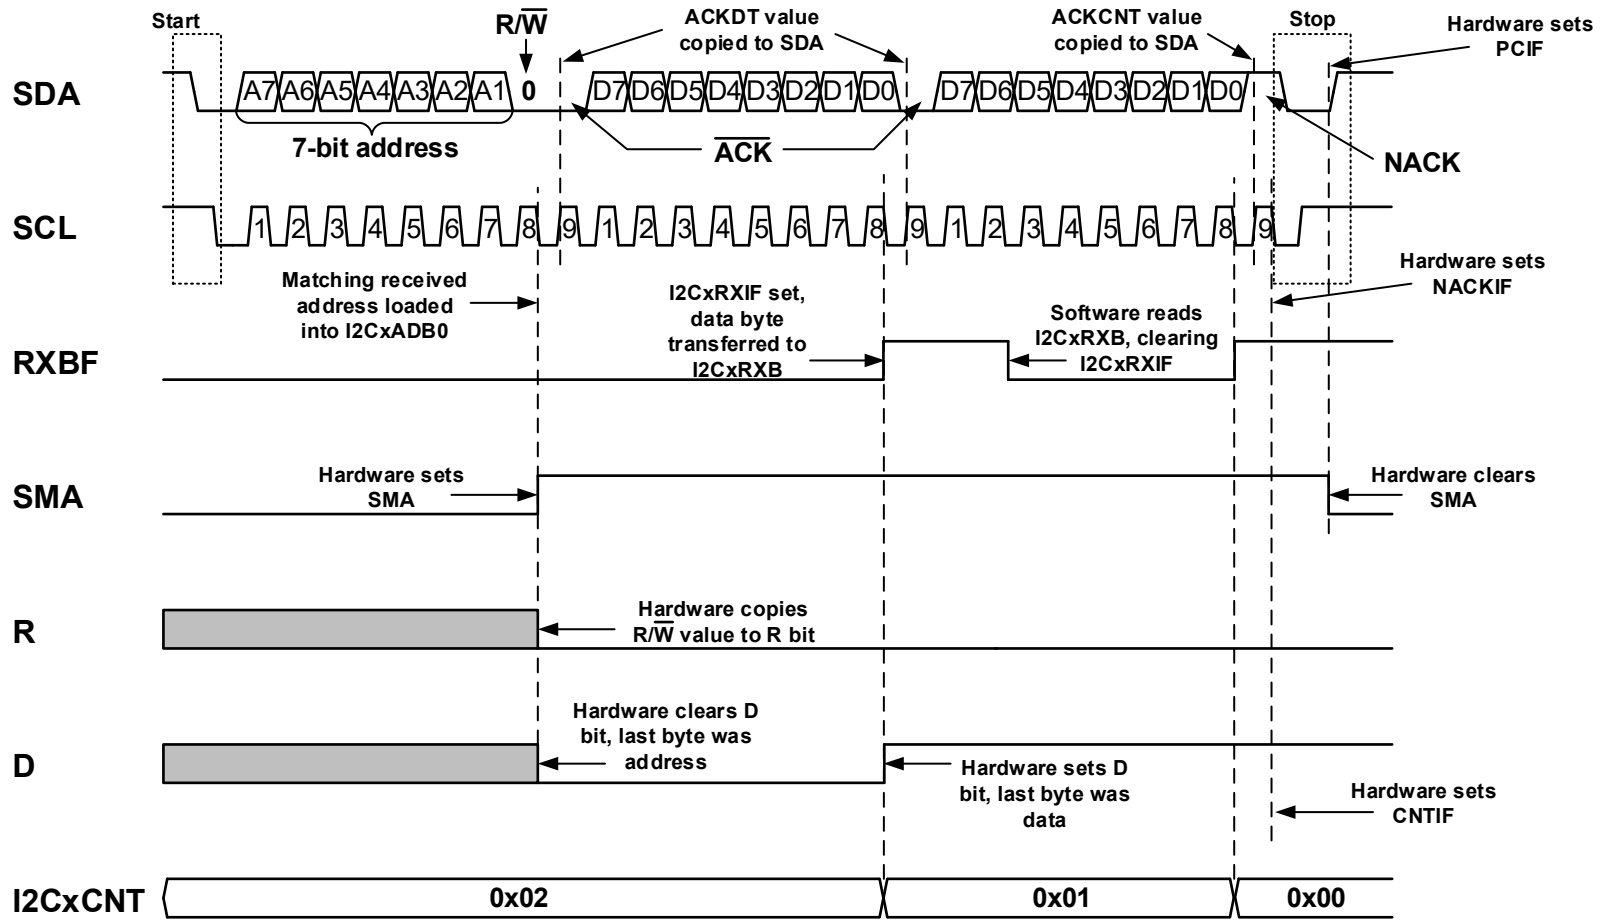 Start
R/W̅
ACKDT value
copied to SDA
ACKCNT value
copied to SDA
Stop
Hardware sets
PCIF
SDA
A7 A6 A5 A4 A3 A2 A1 0
D7 D6 D5 D4 D3 D2 D1 D0
D7 D6 D5 D4 D3 D2 D1 D0
7-bit address
A̅C̅K̅
NACK
SCL
1 2 3 4 5 6 7 8 9 1 2 3 4 5 6 7 8 9 1 2 3 4 5 6 7 8 9
Matching received
address loaded
into I2CxADB0
I2CxRXIF set,
data byte
transferred to
I2CxRXB
Software reads
I2CxRXB, clearing
I2CxRXIF
Hardware sets
NACKIF
RXBF
SMA
Hardware sets
SMA
Hardware clears
SMA
R
Hardware copies
R/W̅ value to R bit
D
Hardware clears D
bit, last byte was
address
Hardware sets D
bit, last byte was
data
Hardware sets
CNTIF
I2CxCNT
0x02
0x01
0x00